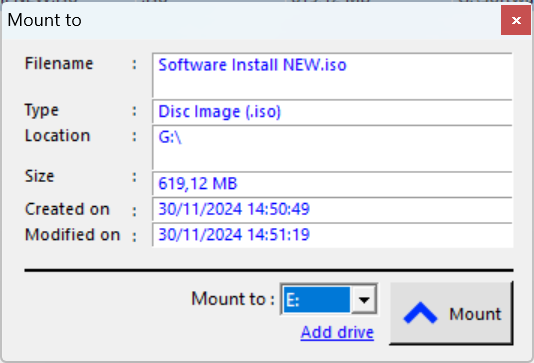 Mount to
Filename : Software Install NEW.iso
Type : Disc Image (.iso)
Location : G:\
Size : 619,12 MB
Created on : 30/11/2024 14:50:49
Modified on : 30/11/2024 14:51:19
Mount to : E: Mount
Add drive